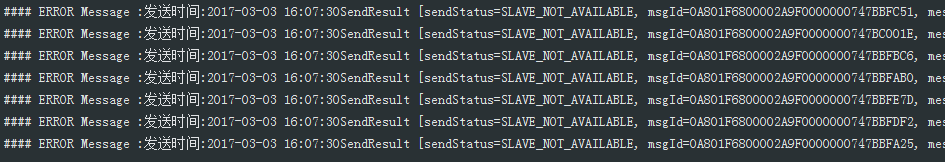 #### ERROR Message :发送时间:2017-03-03 16:07:30SendResult [sendStatus=SLAVE_NOT_AVAILABLE, msgId=0A801F6800002A9F0000000747BBFC51, mes
#### ERROR Message :发送时间:2017-03-03 16:07:30SendResult [sendStatus=SLAVE_NOT_AVAILABLE, msgId=0A801F6800002A9F0000000747BC001E, mes
#### ERROR Message :发送时间:2017-03-03 16:07:30SendResult [sendStatus=SLAVE_NOT_AVAILABLE, msgId=0A801F6800002A9F0000000747BBFBC6, mes
#### ERROR Message :发送时间:2017-03-03 16:07:30SendResult [sendStatus=SLAVE_NOT_AVAILABLE, msgId=0A801F6800002A9F0000000747BBFAB0, mes
#### ERROR Message :发送时间:2017-03-03 16:07:30SendResult [sendStatus=SLAVE_NOT_AVAILABLE, msgId=0A801F6800002A9F0000000747BBFE7D, mes
#### ERROR Message :发送时间:2017-03-03 16:07:30SendResult [sendStatus=SLAVE_NOT_AVAILABLE, msgId=0A801F6800002A9F0000000747BBFDF2, mes
#### ERROR Message :发送时间:2017-03-03 16:07:30SendResult [sendStatus=SLAVE_NOT_AVAILABLE, msgId=0A801F6800002A9F0000000747BBFA25, mes